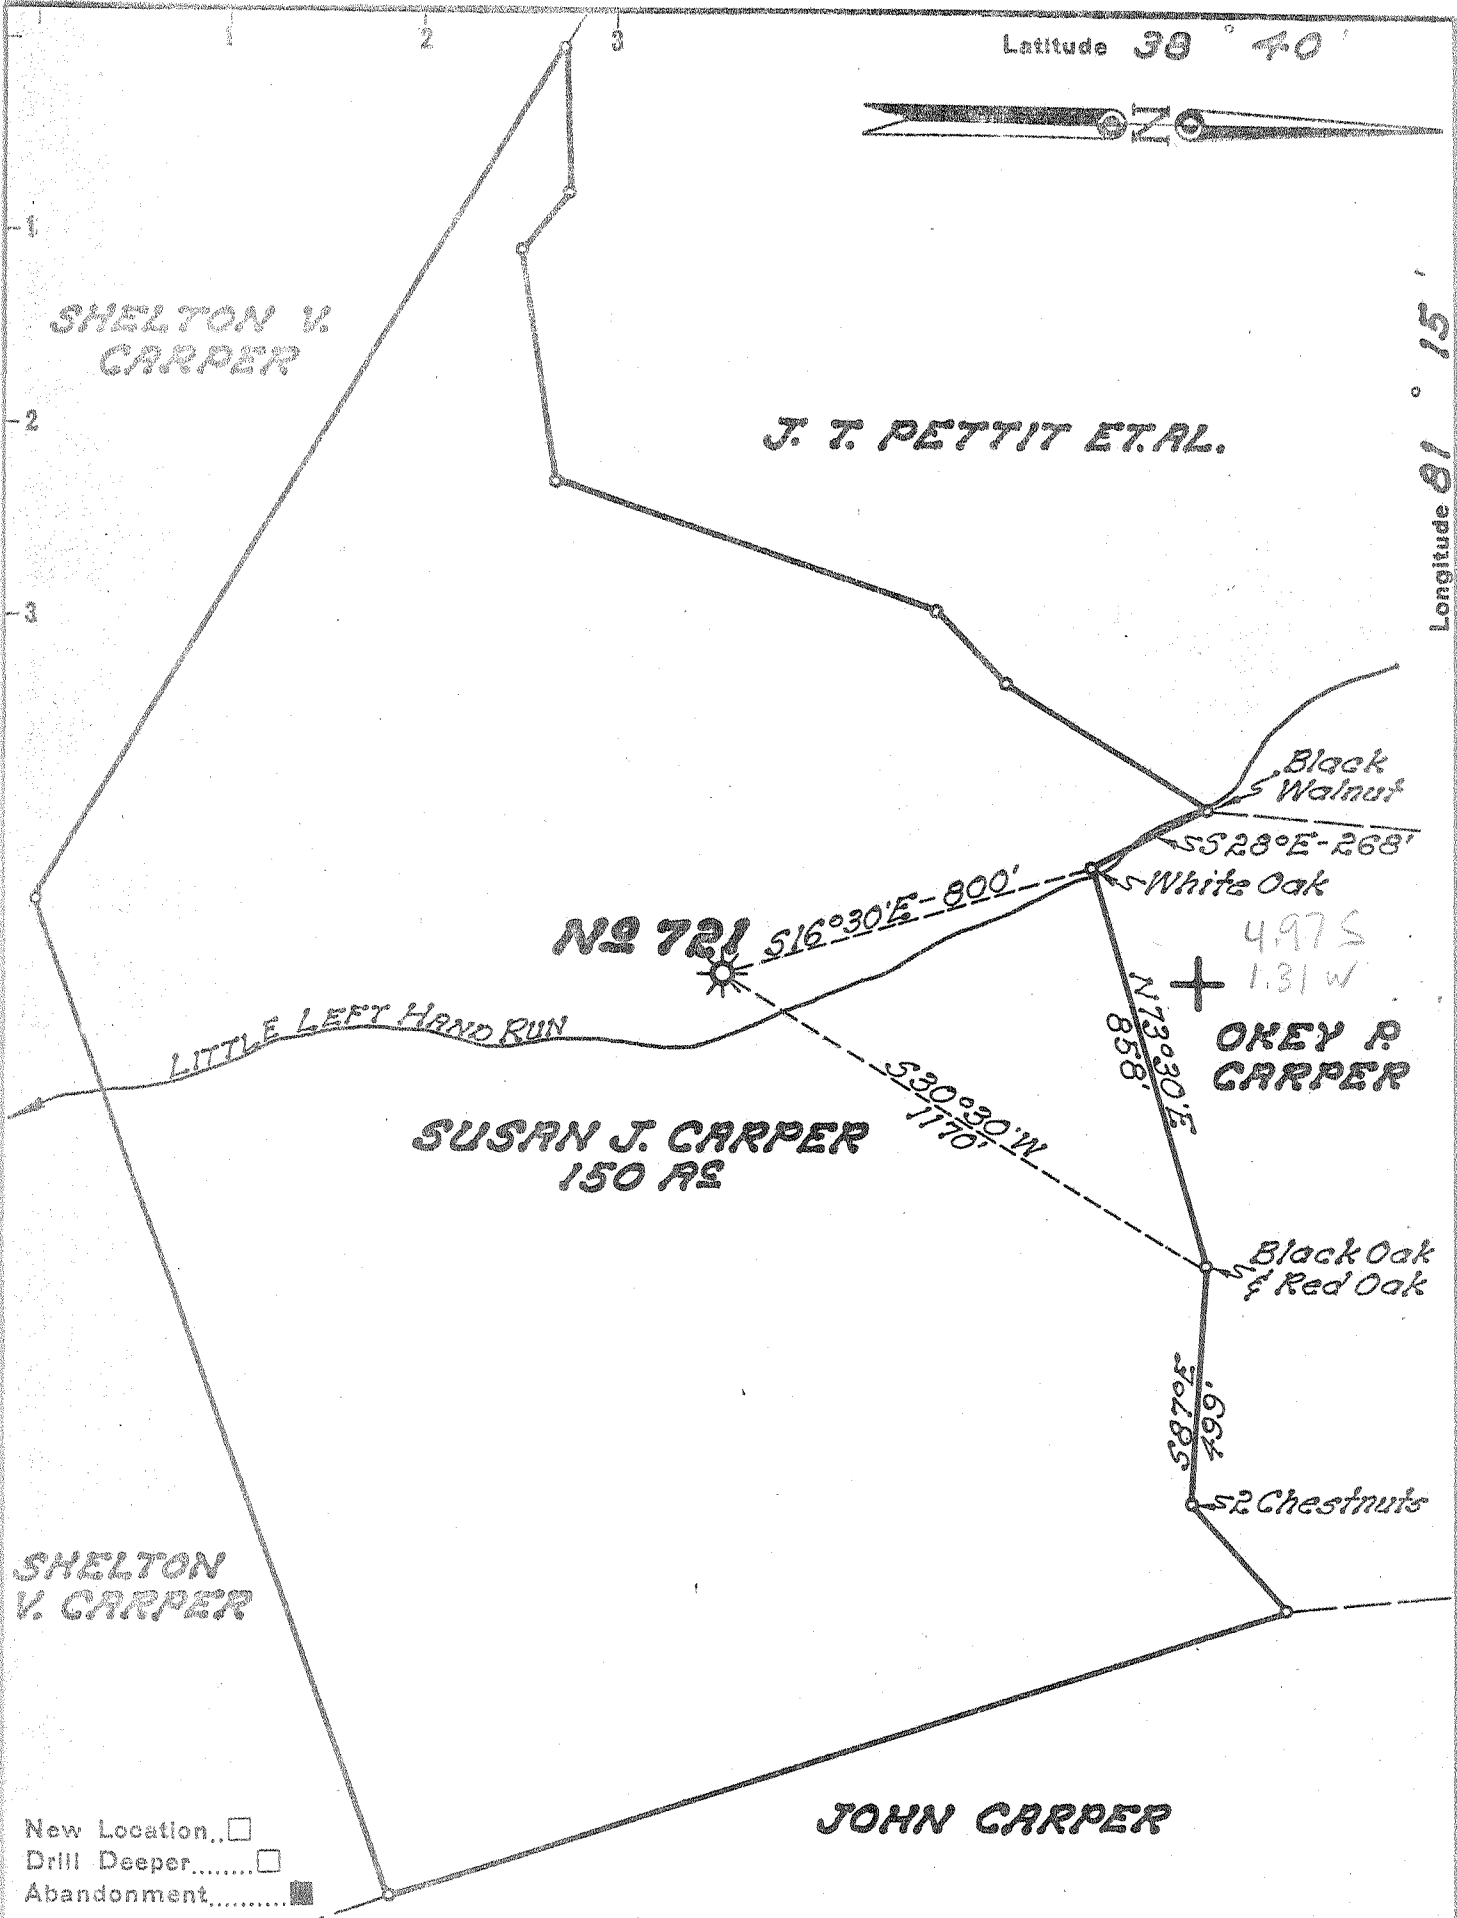 1 2 3
Latitude 38 ° 40 '
N
1
2
3
Longitude 81 ° 15 '
SHELTON V.
CARPER
J. T. PETTIT ET.AL.
Black
Walnut
S28°E-268'
White Oak
S16°30'E-800'
No 721
4.97 S
1.31 W
N73°30'E
858'
OKEY P
CARPER
LITTLE LEFT HAND RUN
S30°30'W
1170'
SUSAN J. CARPER
150 Ac
Black Oak
& Red Oak
S87°E
499'
2 Chestnuts
SHELTON
V. CARPER
JOHN CARPER
New Location..
Drill Deeper........
Abandonment..........